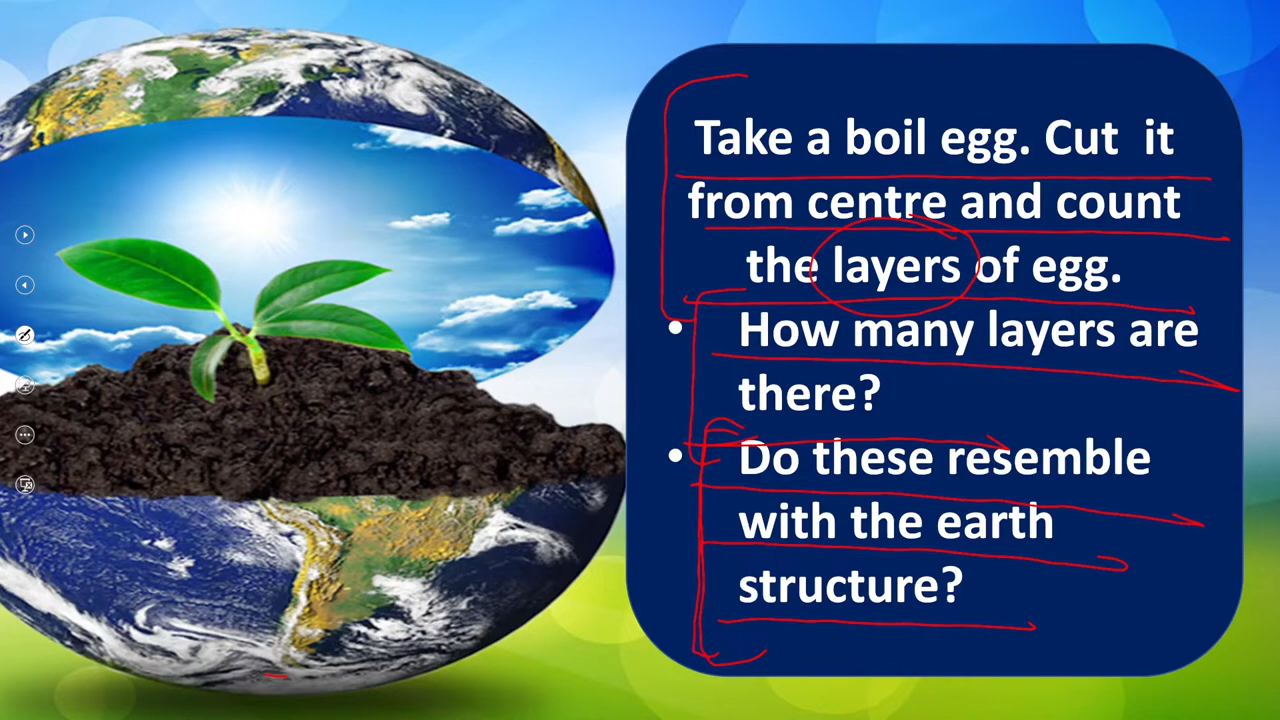 Take a boil egg. Cut it
from centre and count
the layers of egg.
• How many layers are
there?
• Do these resemble
with the earth
structure?